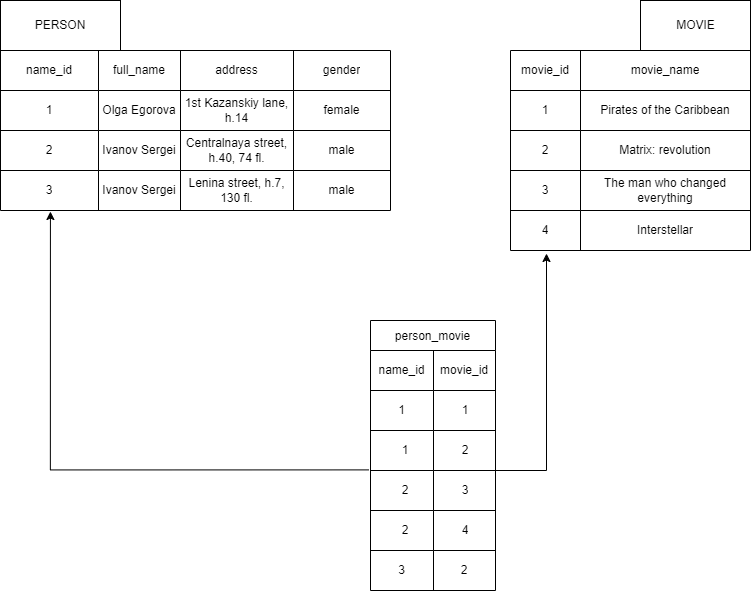 PERSON
name_id full_name address gender
1 Olga Egorova 1st Kazanskiy lane,
h.14 female
2 Ivanov Sergei Centralnaya street,
h.40, 74 fl. male
3 Ivanov Sergei Lenina street, h.7,
130 fl. male
MOVIE
movie_id movie_name
1 Pirates of the Caribbean
2 Matrix: revolution
3 The man who changed
everything
4 Interstellar
person_movie
name_id movie_id
1 1
1 2
2 3
2 4
3 2